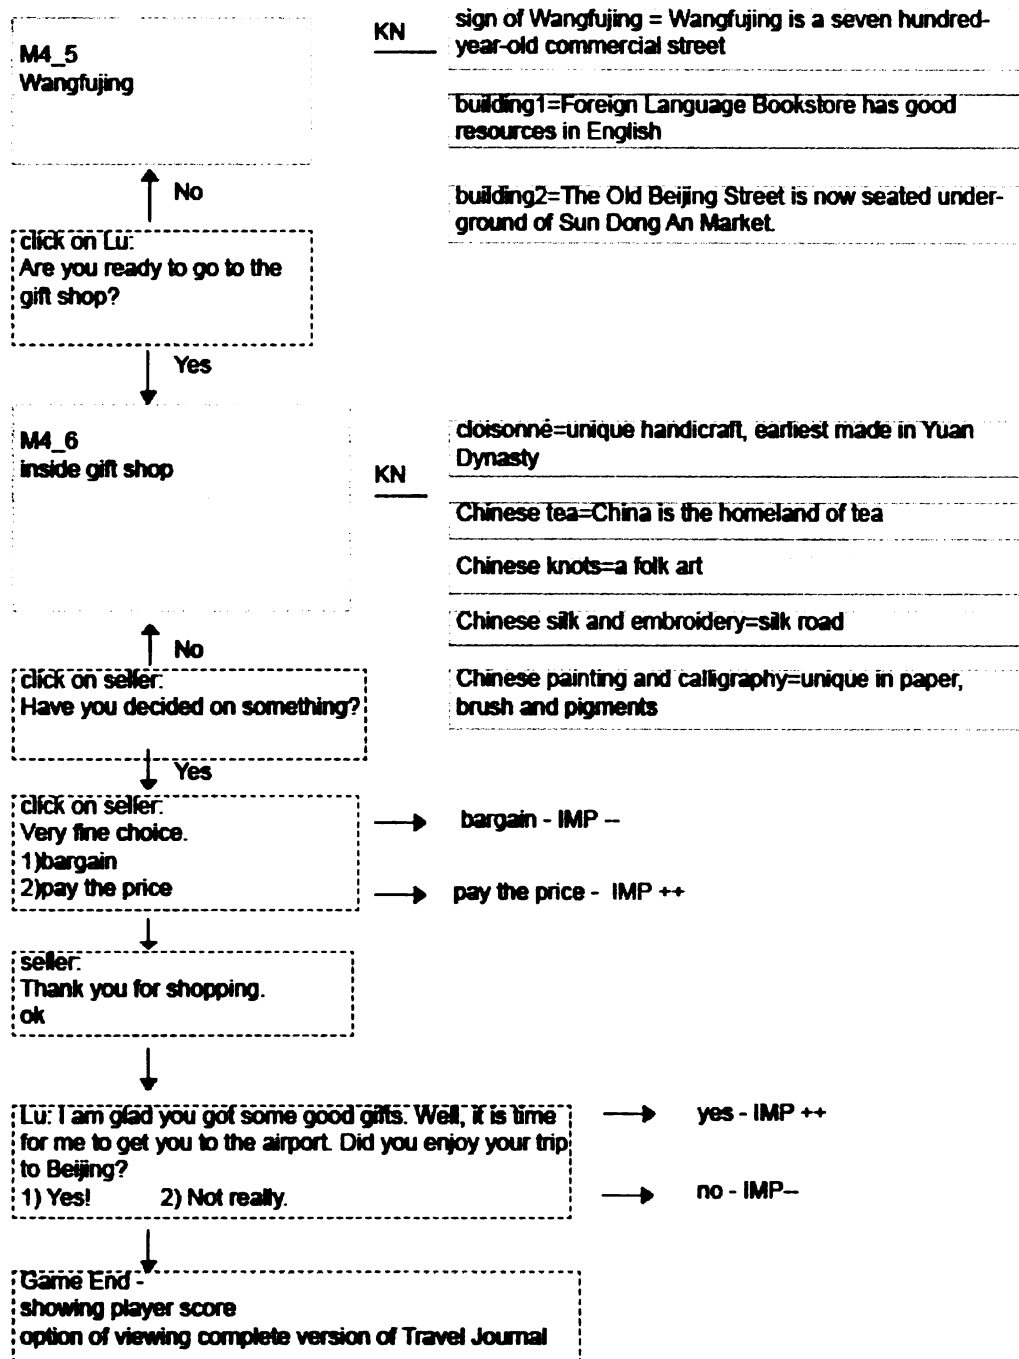 M4_5
Wangfujing
KN
sign of Wangfujing = Wangfujing is a seven hundred-
year-old commercial street
building1=Foreign Language Bookstore has good
resources in English
building2=The Old Beijing Street is now seated under-
ground of Sun Dong An Market.
No
click on Lu:
Are you ready to go to the
gift shop?
Yes
M4_6
inside gift shop
KN
cloisonné=unique handicraft, earliest made in Yuan
Dynasty
Chinese tea=China is the homeland of tea
Chinese knots=a folk art
Chinese silk and embroidery=silk road
Chinese painting and calligraphy=unique in paper,
brush and pigments
No
click on seller:
Have you decided on something?
Yes
click on seller:
Very fine choice.
1)bargain
2)pay the price
bargain - IMP --
pay the price - IMP ++
seller:
Thank you for shopping.
ok
Lu: I am glad you got some good gifts. Well, it is time
for me to get you to the airport. Did you enjoy your trip
to Beijing?
1) Yes! 2) Not really.
yes - IMP ++
no - IMP--
Game End -
showing player score
option of viewing complete version of Travel Journal